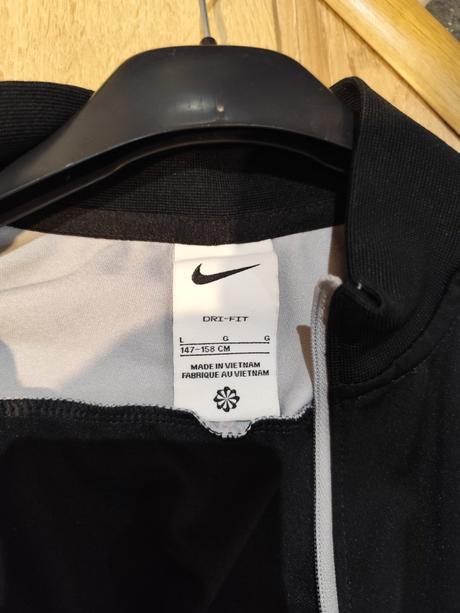 DRI-FIT
L G G
147-158 CM
MADE IN VIETNAM
FABRIQUE AU VIETNAM